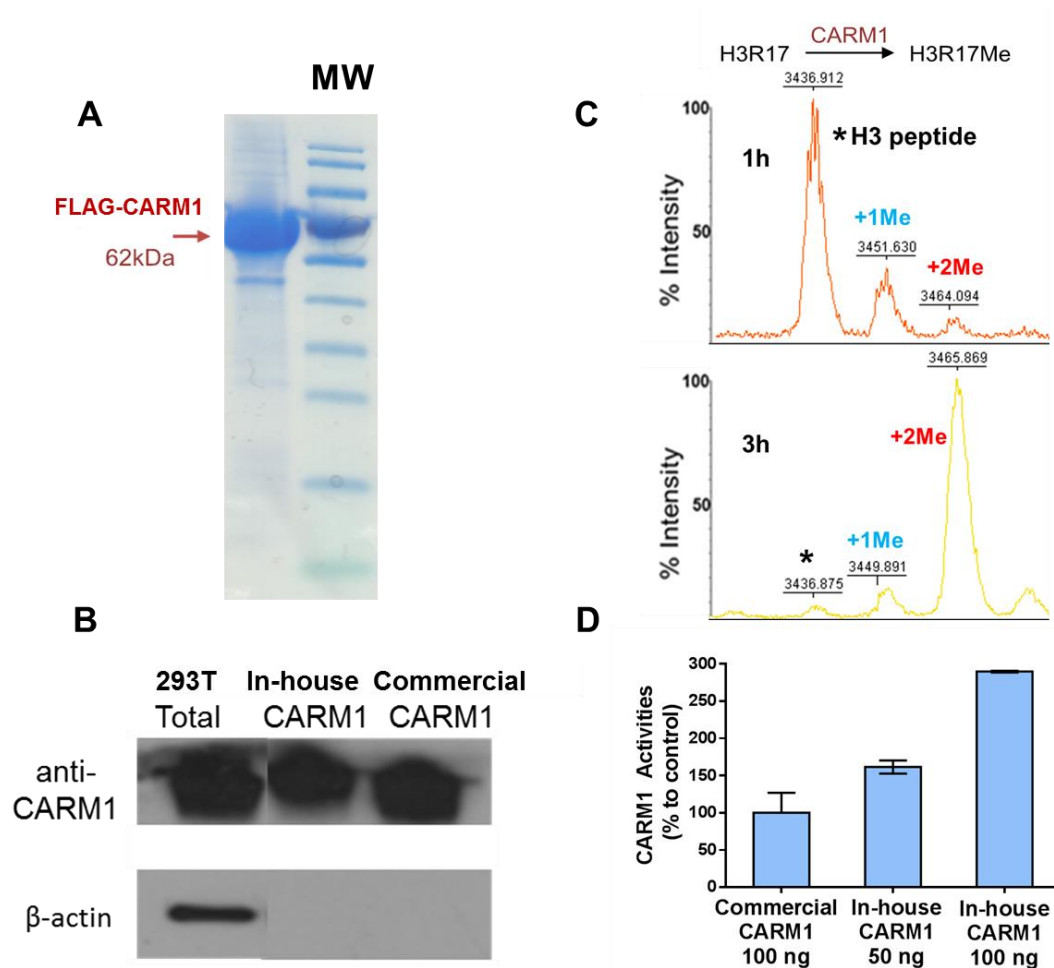 A
MW
FLAG-CARM1
62kDa
B
293T In-house Commercial
Total CARM1 CARM1
anti-
CARM1
β-actin
C
CARM1
H3R17 H3R17Me
3436.912
100
1h
* H3 peptide
+1Me
3451.630
50
+2Me
3464.094
% Intensity
3465.869
100
3h
+2Me
50
+1Me
*
3449.891
3436.875
% Intensity
D
300
250
200
150
100
50
0
CARM1 Activities
(% to control)
Commercial In-house In-house
CARM1 CARM1 CARM1
100 ng 50 ng 100 ng